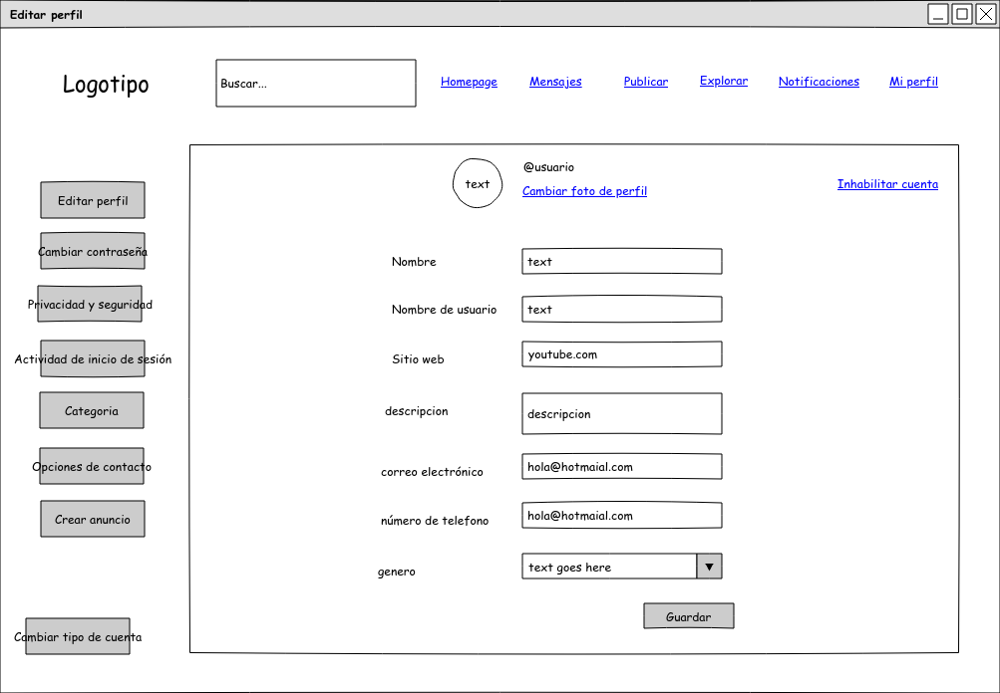 Editar perfil
Logotipo
Buscar...
Homepage
Mensajes
Publicar
Explorar
Notificaciones
Mi perfil
Editar perfil
Cambiar contraseña
Privacidad y seguridad
Actividad de inicio de sesión
Categoria
Opciones de contacto
Crear anuncio
Cambiar tipo de cuenta
text
@usuario
Cambiar foto de perfil
Inhabilitar cuenta
Nombre
text
Nombre de usuario
text
Sitio web
youtube.com
descripcion
descripcion
correo electrónico
hola@hotmaial.com
número de telefono
hola@hotmaial.com
genero
text goes here
Guardar